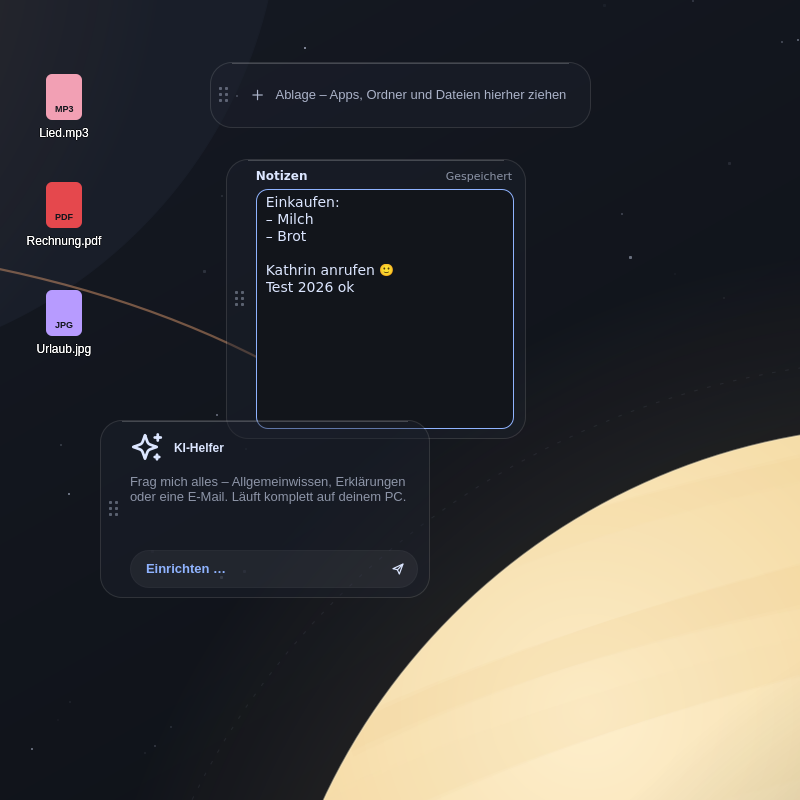 MP3
Lied.mp3
PDF
Rechnung.pdf
JPG
Urlaub.jpg
Ablage – Apps, Ordner und Dateien hierher ziehen
Notizen
Gespeichert
Einkaufen:
– Milch
– Brot
Kathrin anrufen 🙂
Test 2026 ok
KI-Helfer
Frag mich alles – Allgemeinwissen, Erklärungen
oder eine E-Mail. Läuft komplett auf deinem PC.
Einrichten …